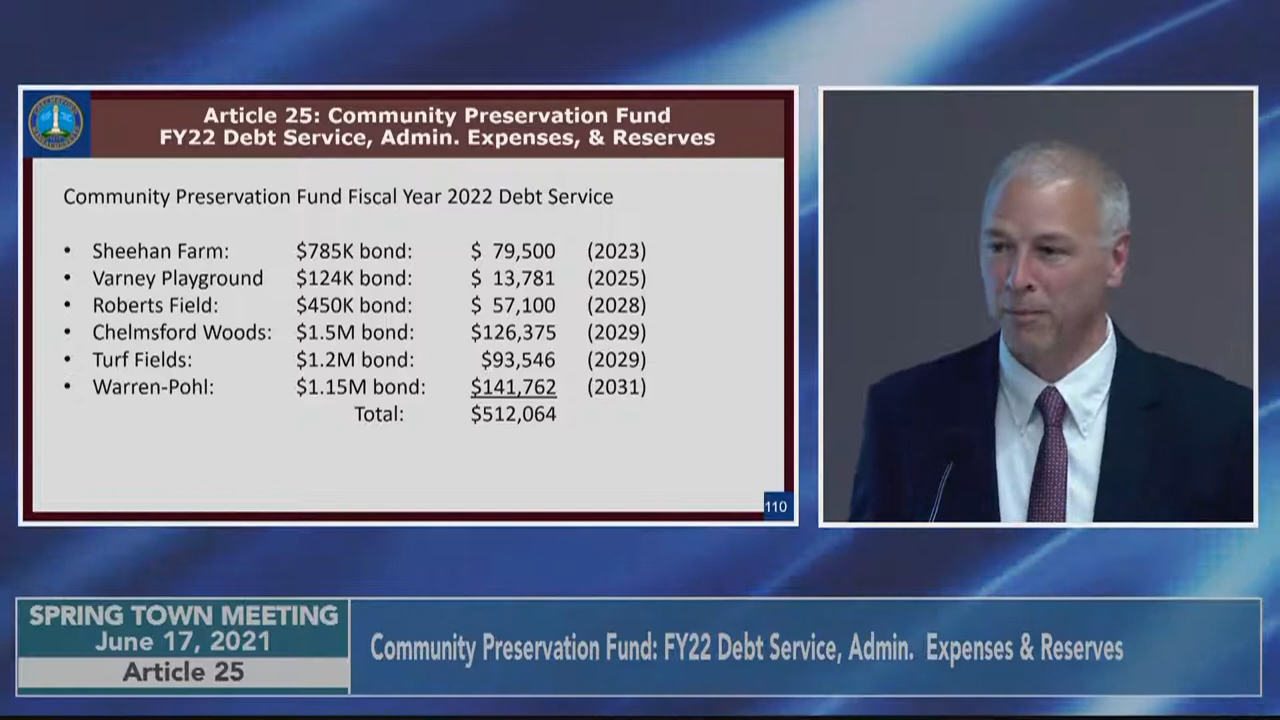 Article 25: Community Preservation Fund
FY22 Debt Service, Admin. Expenses, & Reserves
Community Preservation Fund Fiscal Year 2022 Debt Service
• Sheehan Farm: $785K bond: $ 79,500 (2023)
• Varney Playground $124K bond: $ 13,781 (2025)
• Roberts Field: $450K bond: $ 57,100 (2028)
• Chelmsford Woods: $1.5M bond: $126,375 (2029)
• Turf Fields: $1.2M bond: $93,546 (2029)
• Warren-Pohl: $1.15M bond: $141,762 (2031)
Total: $512,064
110
SPRING TOWN MEETING
June 17, 2021
Article 25
Community Preservation Fund: FY22 Debt Service, Admin. Expenses & Reserves